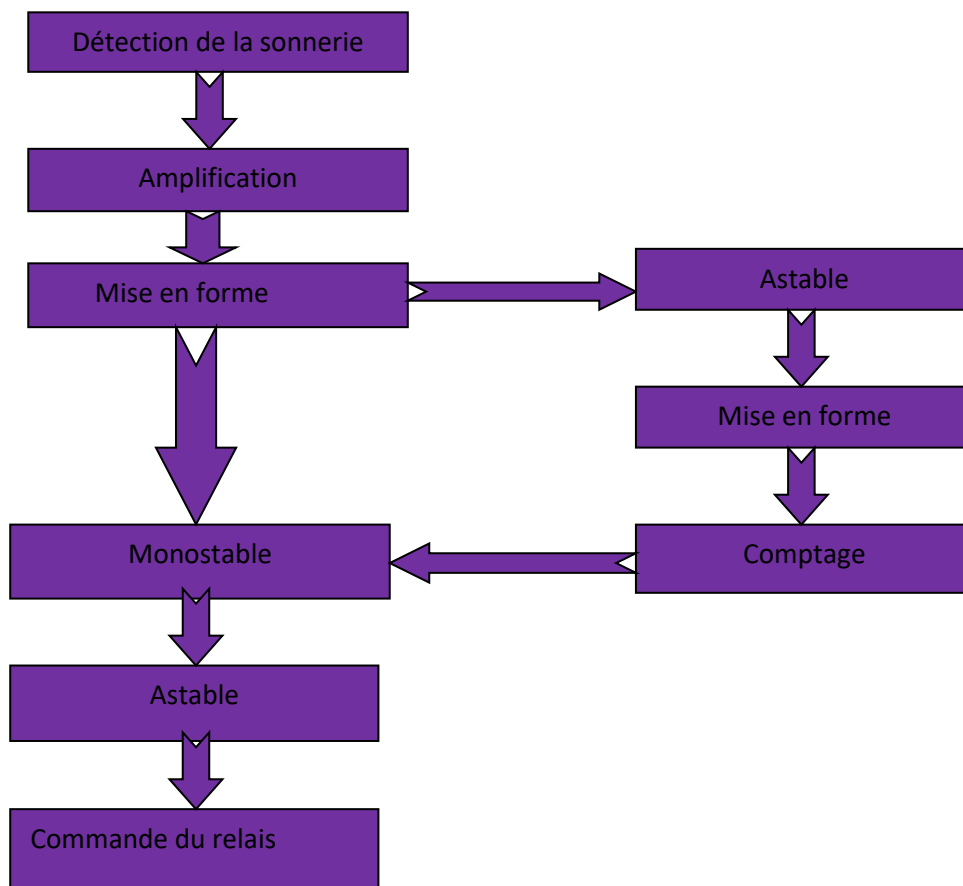 Détection de la sonnerie
Amplification
Mise en forme
Astable
Mise en forme
Monostable
Comptage
Astable
Commande du relais